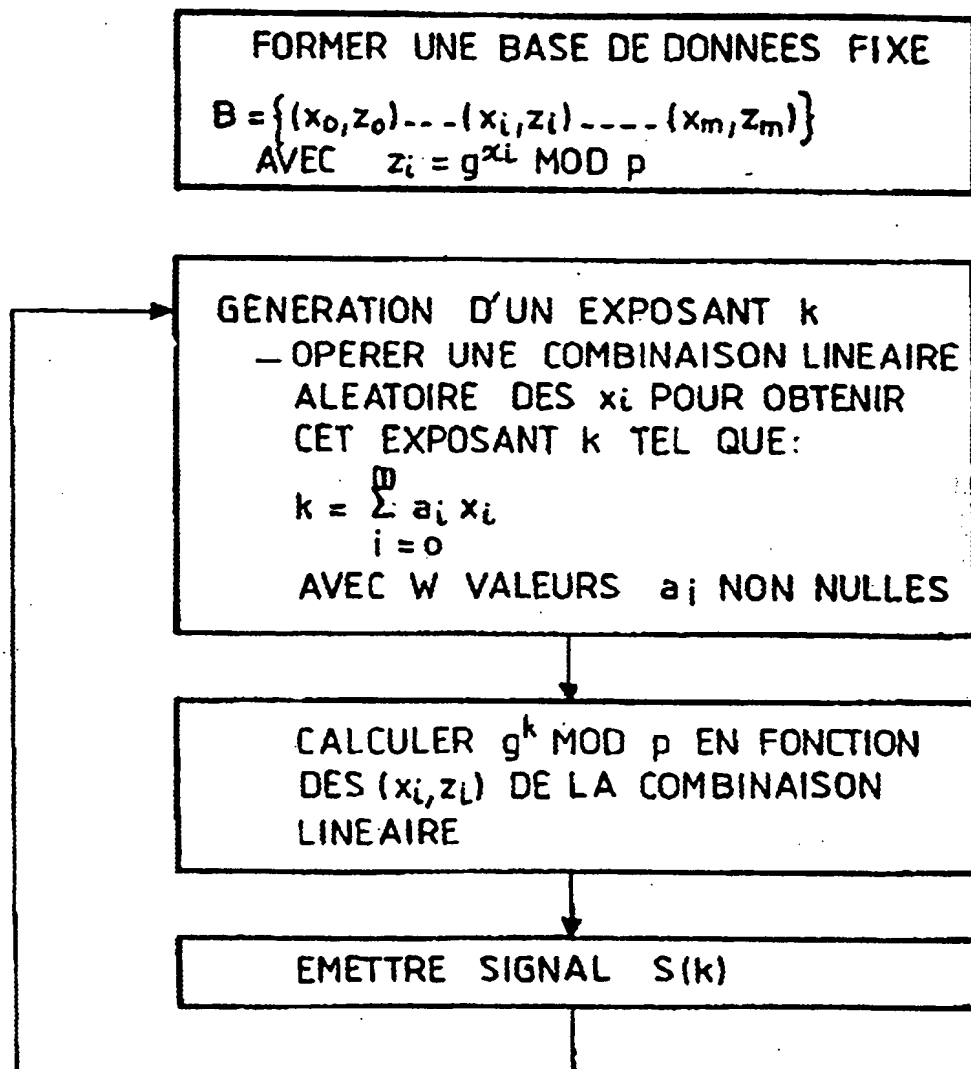 FORMER UNE BASE DE DONNEES FIXE
B = {(x₀,z₀)---(xᵢ,zᵢ)-----(xₘ,zₘ)}
AVEC zᵢ = g^xᵢ MOD p
GENERATION D'UN EXPOSANT k
— OPERER UNE COMBINAISON LINEAIRE
ALEATOIRE DES xᵢ POUR OBTENIR
CET EXPOSANT k TEL QUE:
m
k = Σ aᵢ xᵢ
i = 0
AVEC W VALEURS aᵢ NON NULLES
CALCULER g^k MOD p EN FONCTION
DES (xᵢ,zᵢ) DE LA COMBINAISON
LINEAIRE
EMETTRE SIGNAL S(k)